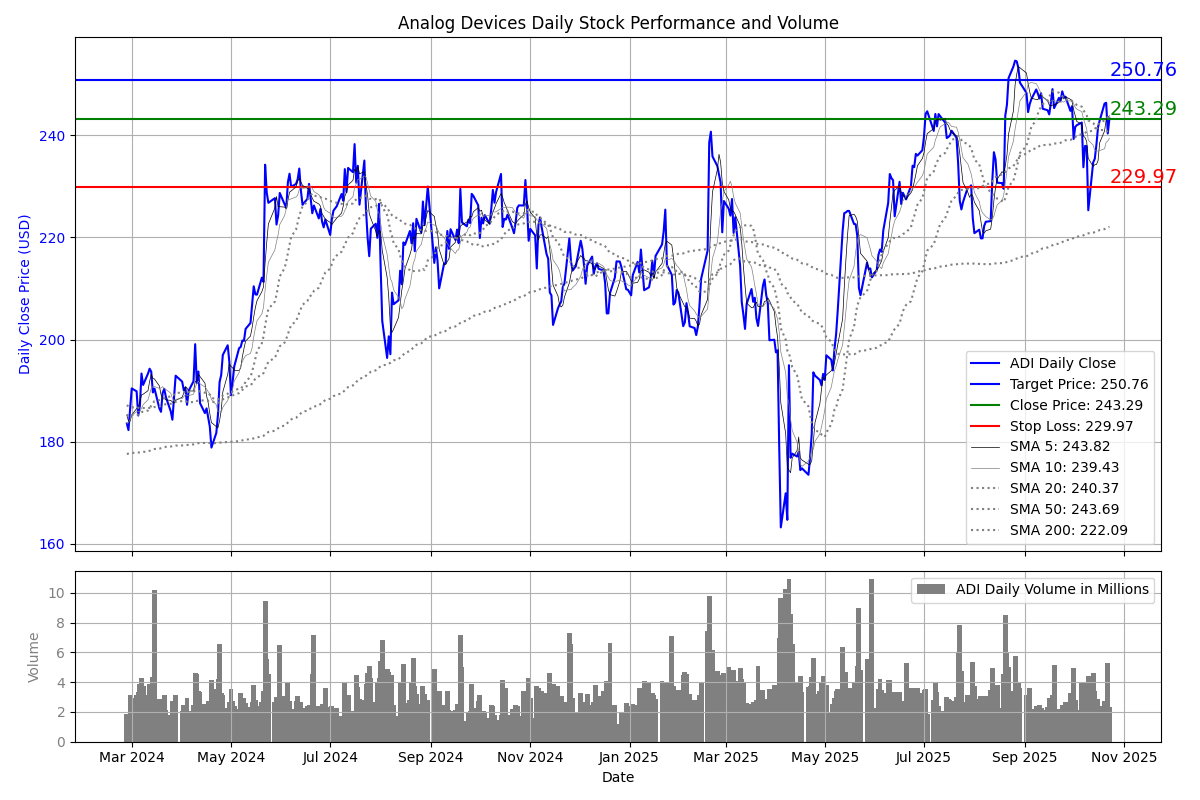 Analog Devices Daily Stock Performance and Volume
250.76
243.29
229.97
Daily Close Price (USD)
240
220
200
180
160
ADI Daily Close
Target Price: 250.76
Close Price: 243.29
Stop Loss: 229.97
SMA 5: 243.82
SMA 10: 239.43
SMA 20: 240.37
SMA 50: 243.69
SMA 200: 222.09
ADI Daily Volume in Millions
Volume
10
8
6
4
2
0
Mar 2024
May 2024
Jul 2024
Sep 2024
Nov 2024
Jan 2025
Mar 2025
May 2025
Jul 2025
Sep 2025
Nov 2025
Date